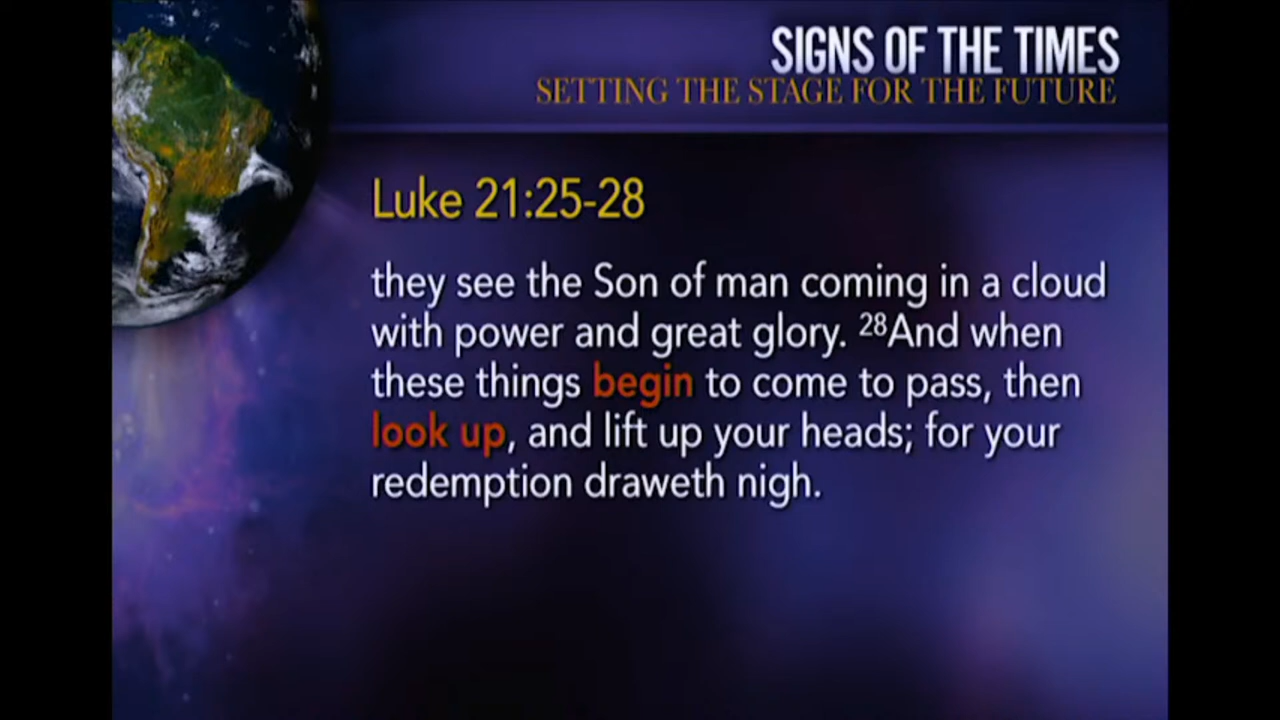 SIGNS OF THE TIMES
SETTING THE STAGE FOR THE FUTURE
Luke 21:25-28
they see the Son of man coming in a cloud
with power and great glory. 28And when
these things begin to come to pass, then
look up, and lift up your heads; for your
redemption draweth nigh.